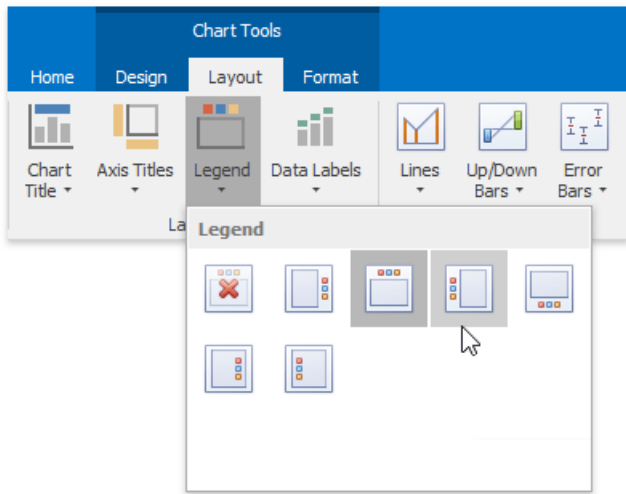 Chart Tools
Home Design Layout Format
Chart Title Axis Titles Legend Data Labels Lines Up/Down Bars Error Bars
La
Legend